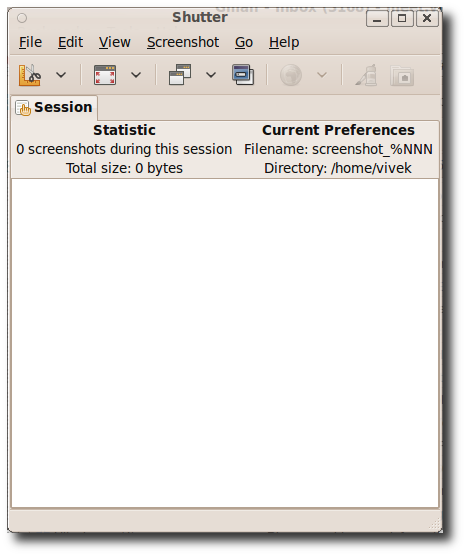 Shutter
File Edit View Screenshot Go Help
Session
Statistic Current Preferences
0 screenshots during this session Filename: screenshot_%NNN
Total size: 0 bytes Directory: /home/vivek